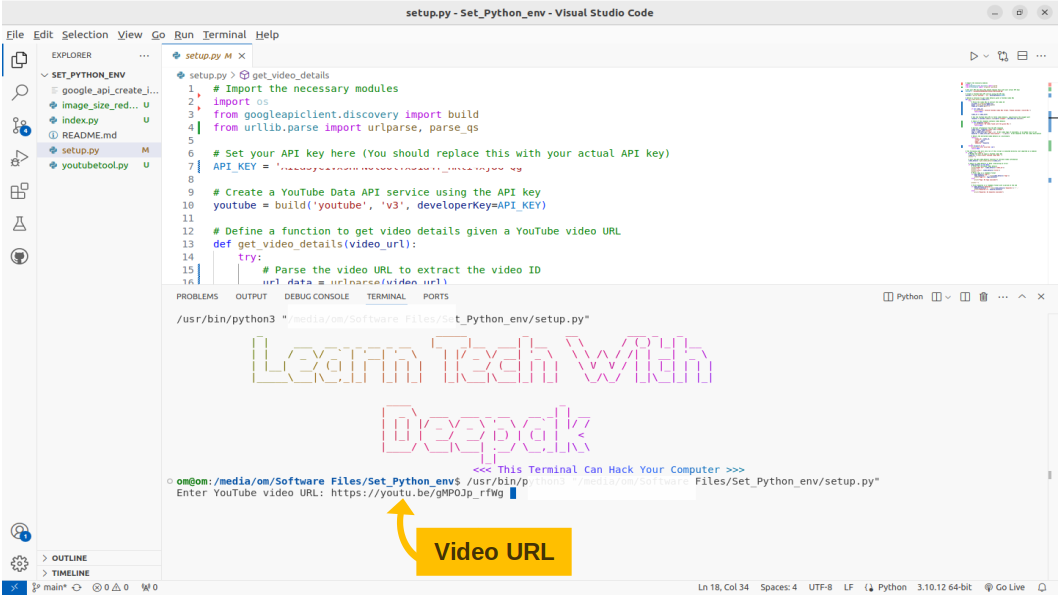 setup.py - Set_Python_env - Visual Studio Code
File Edit Selection View Go Run Terminal Help
EXPLORER ···
SET_PYTHON_ENV
google_api_create_i...
image_size_red... U
index.py U
README.md
setup.py M
youtubetool.py U
OUTLINE
TIMELINE
4
1
setup.py M ×
setup.py > get_video_details
1 # Import the necessary modules
2 import os
3 from googleapiclient.discovery import build
4 from urllib.parse import urlparse, parse_qs
5
6 # Set your API key here (You should replace this with your actual API key)
7 API_KEY = '
8
9 # Create a YouTube Data API service using the API key
10 youtube = build('youtube', 'v3', developerKey=API_KEY)
11
12 # Define a function to get video details given a YouTube video URL
13 def get_video_details(video_url):
14 try:
15 # Parse the video URL to extract the video ID
16 url_data = urlparse(video_url)
PROBLEMS OUTPUT DEBUG CONSOLE TERMINAL PORTS Python
/usr/bin/python3 "/media/om/Software Files/Set_Python_env/setup.py"
Learn Tech With
Deepak
<<< This Terminal Can Hack Your Computer >>>
om@om:/media/om/Software Files/Set_Python_env$ /usr/bin/python3 "/media/om/Software Files/Set_Python_env/setup.py"
Enter YouTube video URL: https://youtu.be/gMPOJp_rfWg
Video URL
main* 0 0 0 Ln 18, Col 34 Spaces: 4 UTF-8 LF Python 3.10.12 64-bit Go Live